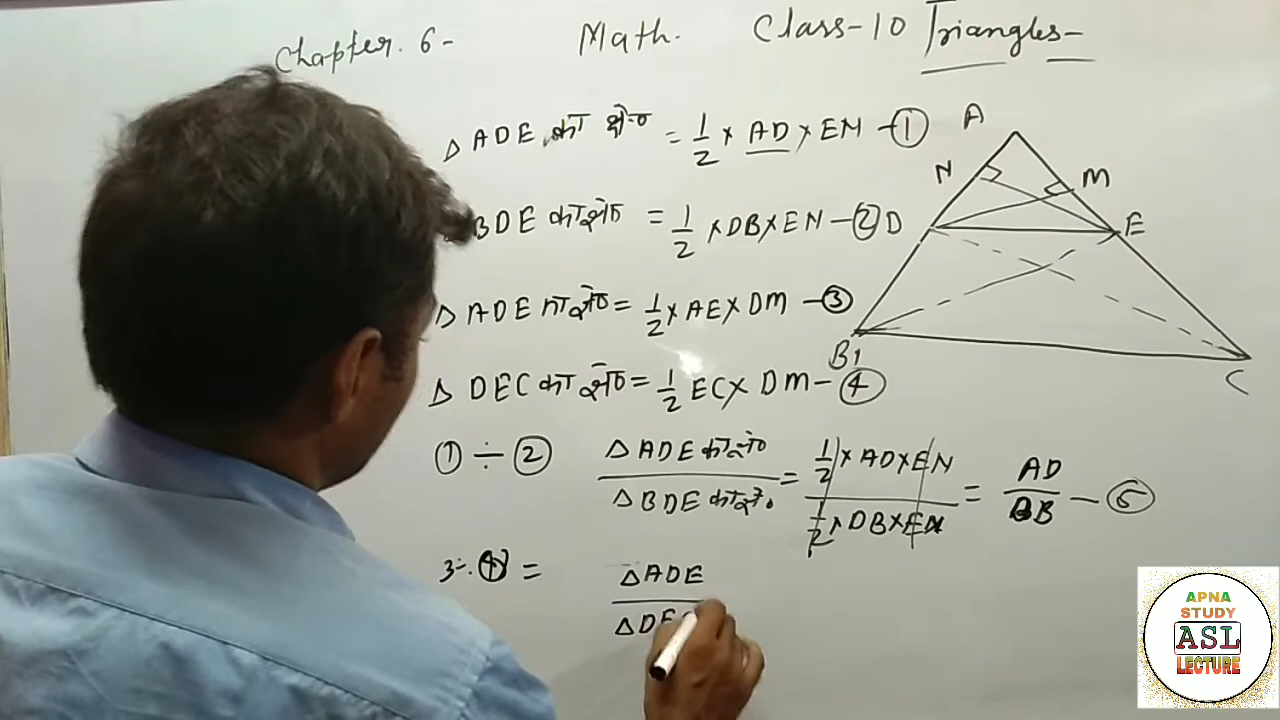 Chapter. 6 - Math. Class-10 Triangles-
Δ ADE का क्षे० = 1/2 × AD × EN - ①
BDE का क्षे० = 1/2 × DB × EN - ②
Δ ADE का क्षे० = 1/2 × AE × DM - ③
Δ DEC का क्षे० = 1/2 EC × DM - ④
① ÷ ② Δ ADE का क्षे० / Δ BDE का क्षे० = 1/2 × AD × EN / 1/2 × DB × EN = AD / DB - ⑤
3 ÷ ④ = Δ ADE / Δ DEC
A
N
M
D
E
B
C
APNA
STUDY
ASL
LECTURE